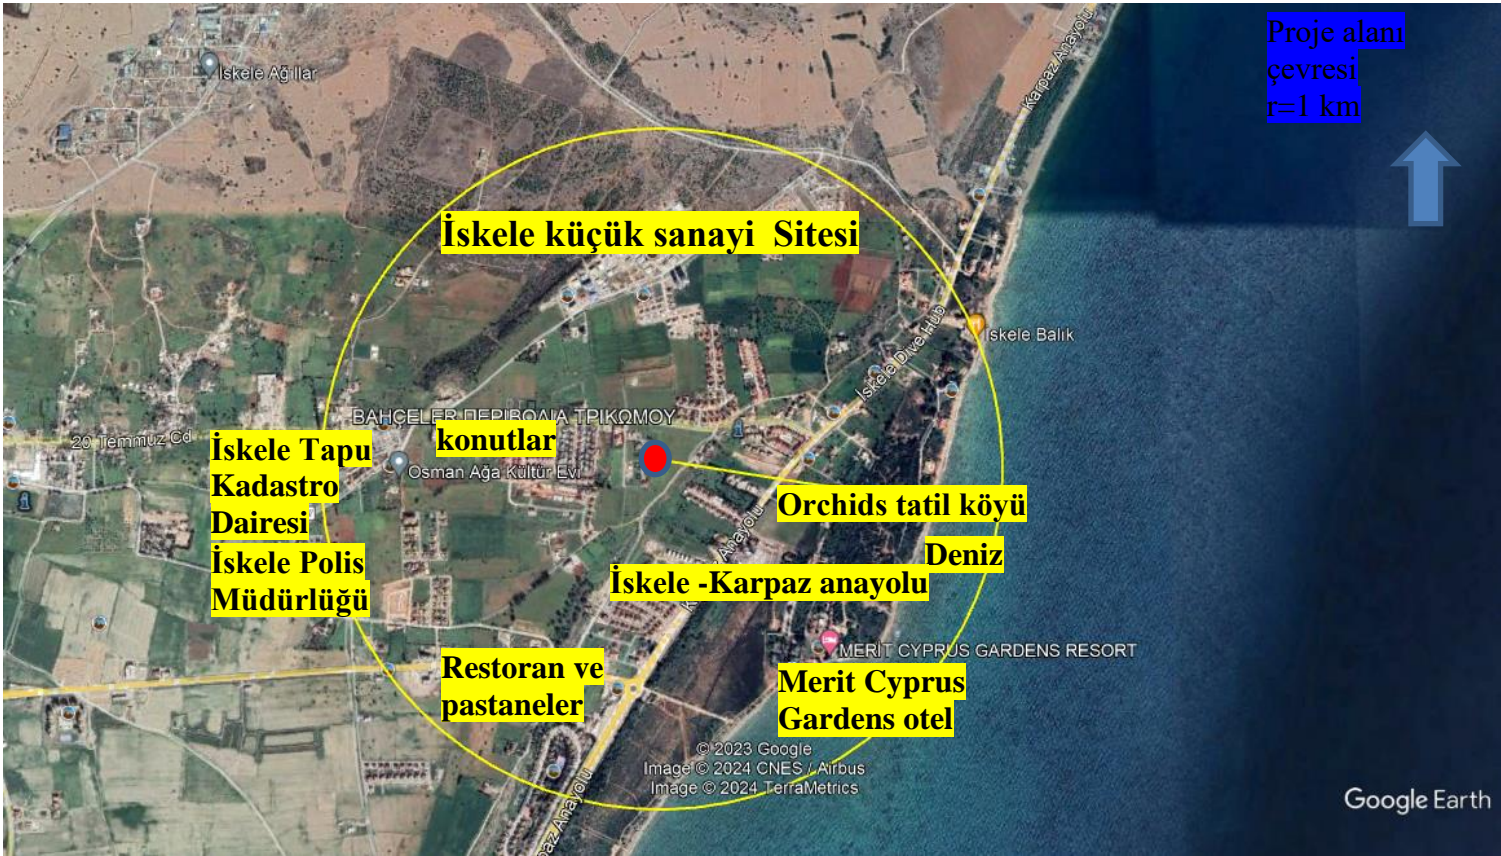 Proje alanı
çevresi
r=1 km
Karpaz Anayolu
İskele Ağıllar
İskele küçük sanayi  Sitesi
İskele Balık
İskele Dive Hub
BAHÇELER ΠΕΡΙΒΟΛΙΑ ΤΡΙΚΩΜΟΥ
20 Temmuz Cd
konutlar
İskele Tapu
Kadastro
Dairesi
Osman Ağa Kültür Evi
Orchids tatil köyü
Anayolu
Deniz
İskele Polis
Müdürlüğü
İskele -Karpaz anayolu
MERIT CYPRUS GARDENS RESORT
Restoran ve
pastaneler
Merit Cyprus
Gardens otel
© 2023 Google
Image © 2024 CNES / Airbus
Image © 2024 TerraMetrics
paz Anayolu
Google Earth